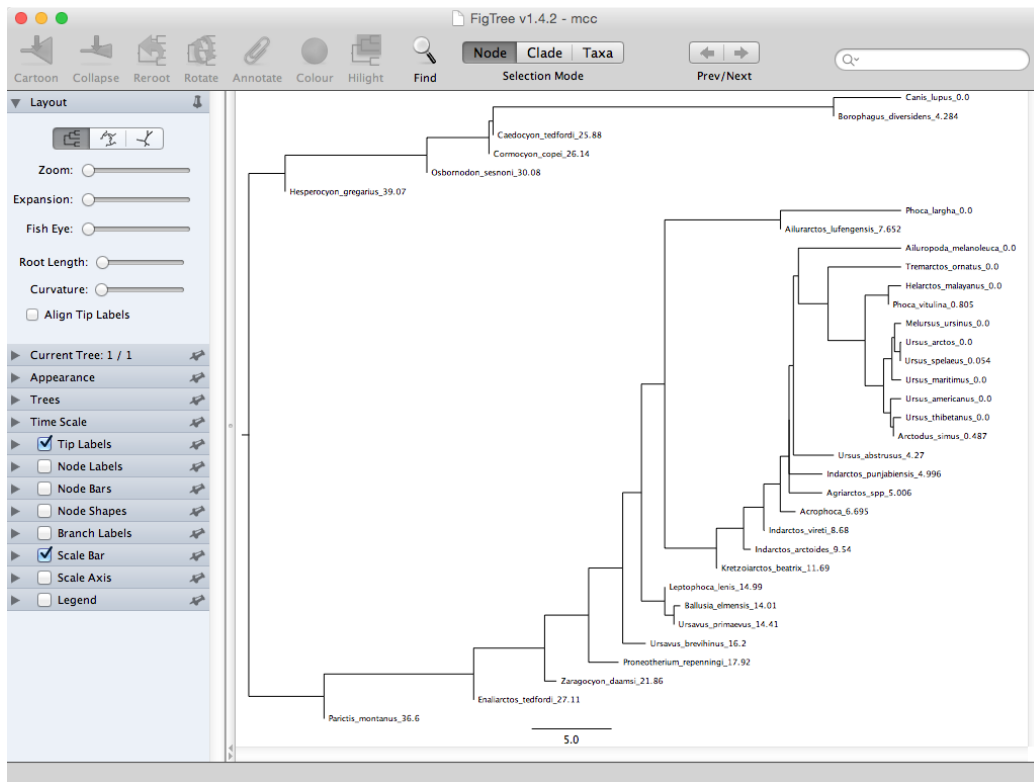 FigTree v1.4.2 - mcc
Cartoon Collapse Reroot Rotate Annotate Colour Hilight Find
Node Clade Taxa
Selection Mode
Prev/Next
Layout
Zoom:
Expansion:
Fish Eye:
Root Length:
Curvature:
Align Tip Labels
Current Tree: 1 / 1
Appearance
Trees
Time Scale
Tip Labels
Node Labels
Node Bars
Node Shapes
Branch Labels
Scale Bar
Scale Axis
Legend
Canis_lupus_0.0
Borophagus_diversidens_4.284
Caedocyon_tedfordi_25.88
Cormocyon_copei_26.14
Osbornodon_sesnoni_30.08
Hesperocyon_gregarius_39.07
Phoca_largha_0.0
Ailurarctos_lufengensis_7.652
Ailuropoda_melanoleuca_0.0
Tremarctos_ornatus_0.0
Helarctos_malayanus_0.0
Phoca_vitulina_0.805
Melursus_ursinus_0.0
Ursus_arctos_0.0
Ursus_spelaeus_0.054
Ursus_maritimus_0.0
Ursus_americanus_0.0
Ursus_thibetanus_0.0
Arctodus_simus_0.487
Ursus_abstrusus_4.27
Indarctos_punjabiensis_4.996
Agriarctos_spp_5.006
Acrophoca_6.695
Indarctos_vireti_8.68
Indarctos_arctoides_9.54
Kretzoiarctos_beatrix_11.69
Leptophoca_lenis_14.99
Ballusia_elmensis_14.01
Ursavus_primaevus_14.41
Ursavus_brevihinus_16.2
Proneotherium_repenningi_17.92
Zaragocyon_daamsi_21.86
Enaliarctos_tedfordi_27.11
Parictis_montanus_36.6
5.0